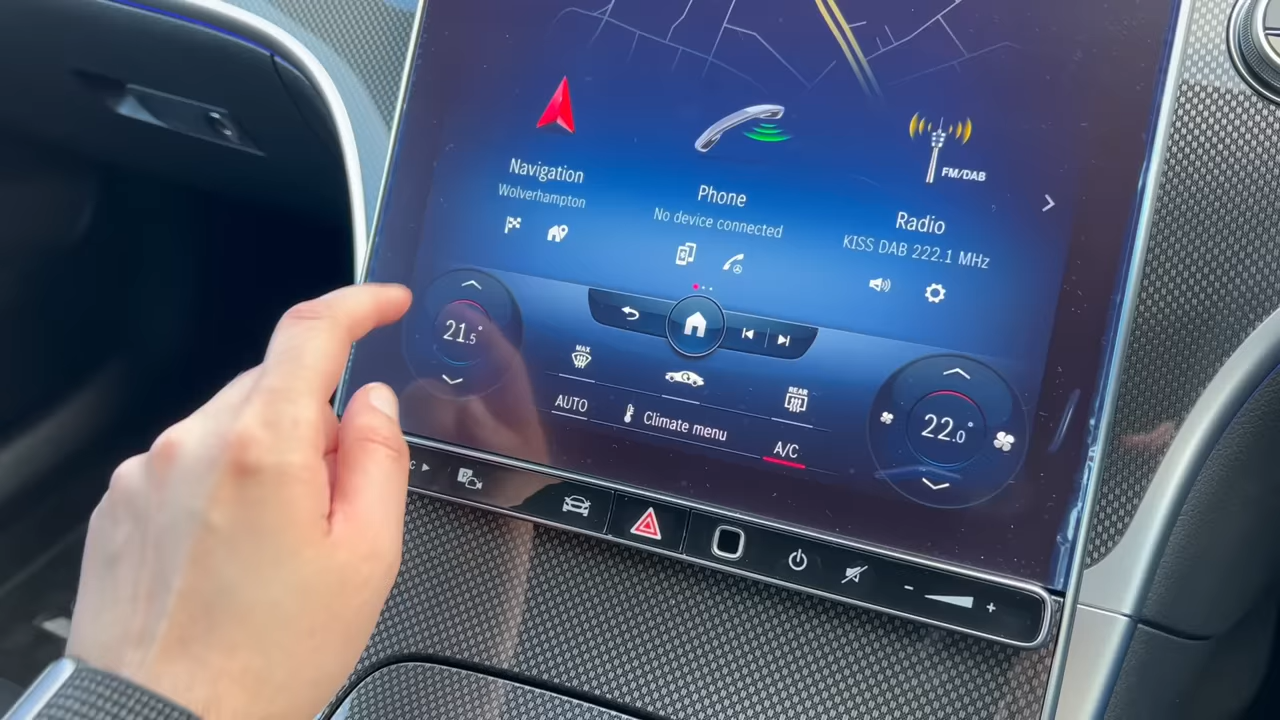 FM/DAB
Navigation
Wolverhampton
Phone
No device connected
Radio
KISS DAB 222.1 MHz
21.5°
MAX
REAR
AUTO
Climate menu
A/C
22.0°
C
P
- +